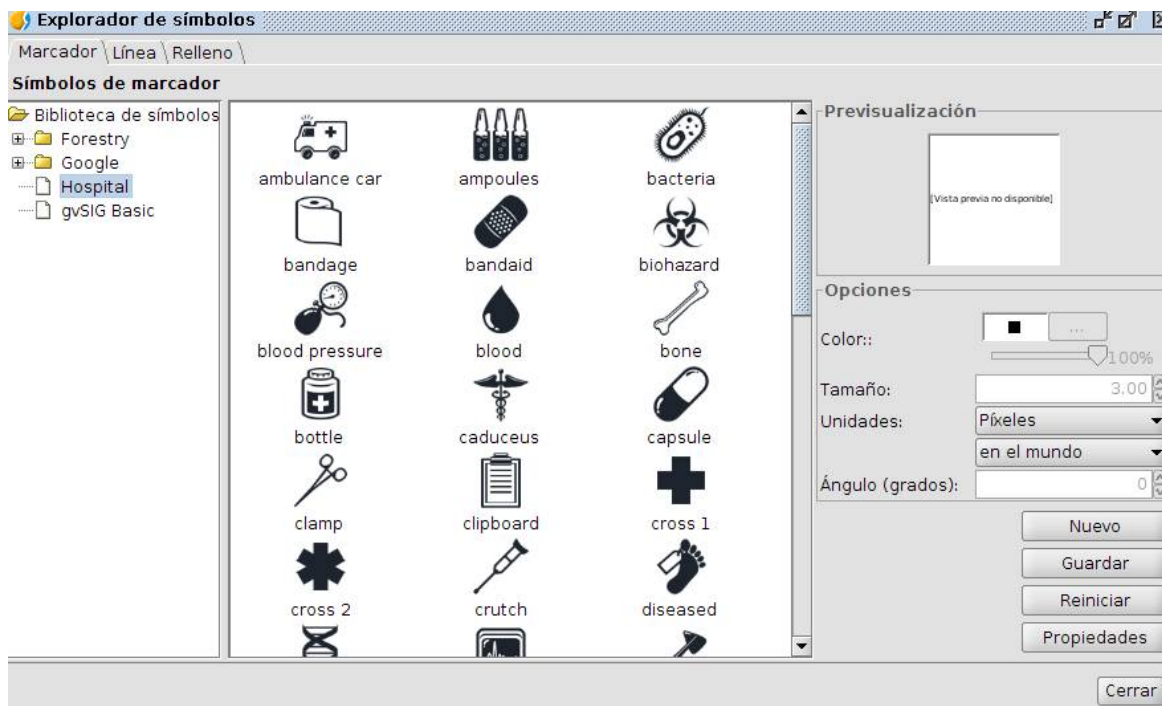 Explorador de símbolos
Marcador Línea Relleno
Símbolos de marcador
Biblioteca de símbolos
Forestry
Google
Hospital
gvSIG Basic
ambulance car ampoules bacteria
bandage bandaid biohazard
blood pressure blood bone
bottle caduceus capsule
clamp clipboard cross 1
cross 2 crutch diseased
Previsualización
[Vista previa no disponible]
Opciones
Color::
...
100%
Tamaño: 3.00
Unidades: Píxeles
en el mundo
Ángulo (grados): 0
Nuevo
Guardar
Reiniciar
Propiedades
Cerrar